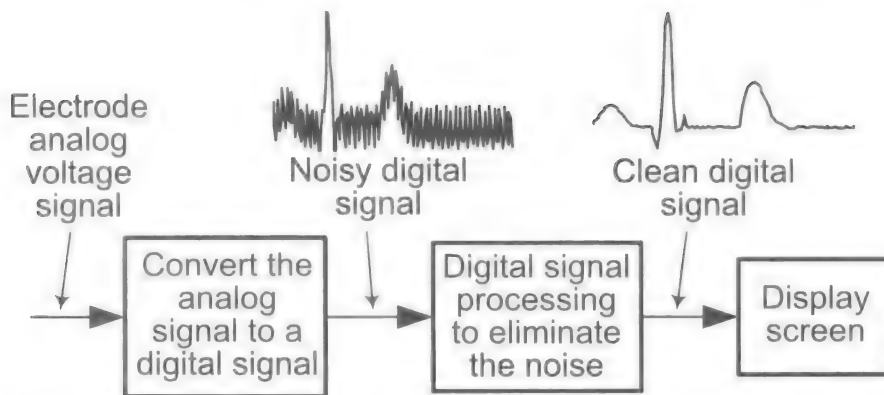 Electrode
analog
voltage
signal
Noisy digital
signal
Clean digital
signal
Convert the
analog
signal to a
digital signal
Digital signal
processing
to eliminate
the noise
Display
screen